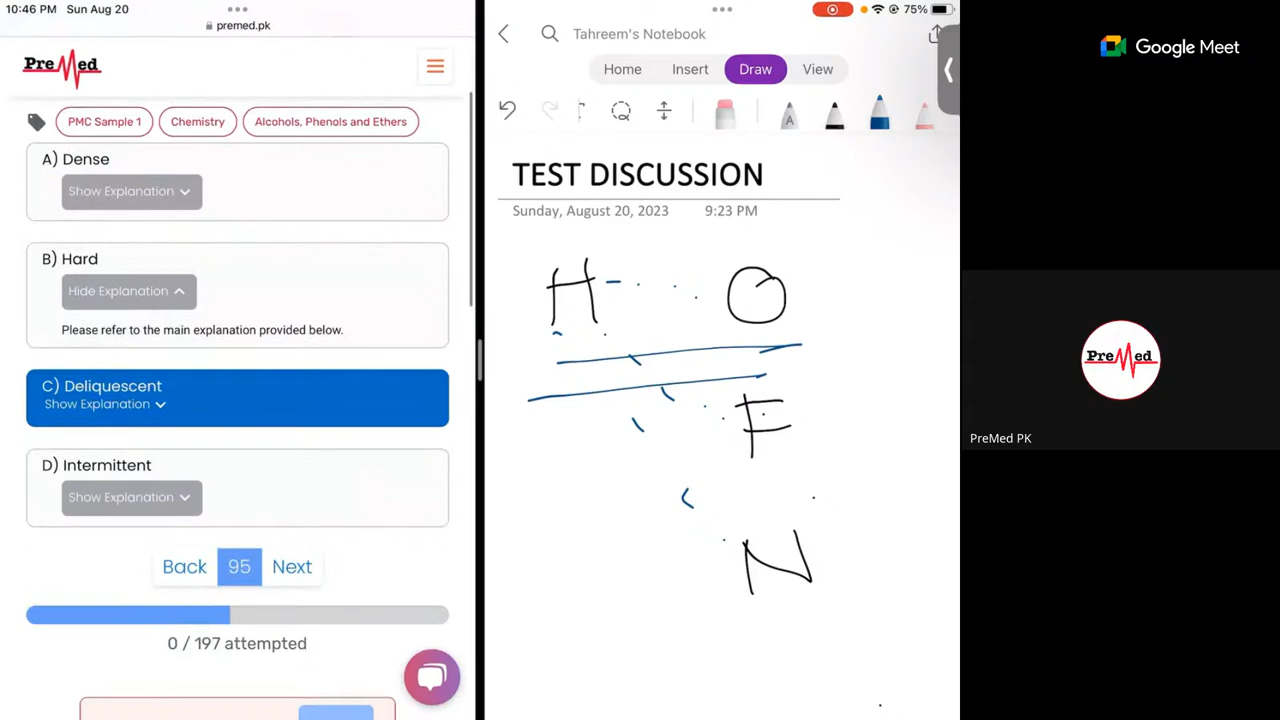 10:46 PM Sun Aug 20
premed.pk
PreMed
PMC Sample 1
Chemistry
Alcohols, Phenols and Ethers
A) Dense
Show Explanation
B) Hard
Hide Explanation
Please refer to the main explanation provided below.
C) Deliquescent
Show Explanation
D) Intermittent
Show Explanation
Back 95 Next
0 / 197 attempted
75%
Tahreem's Notebook
Home Insert Draw View
A
TEST DISCUSSION
Sunday, August 20, 2023 9:23 PM
H O
F
N
Google Meet
PreMed
PreMed PK